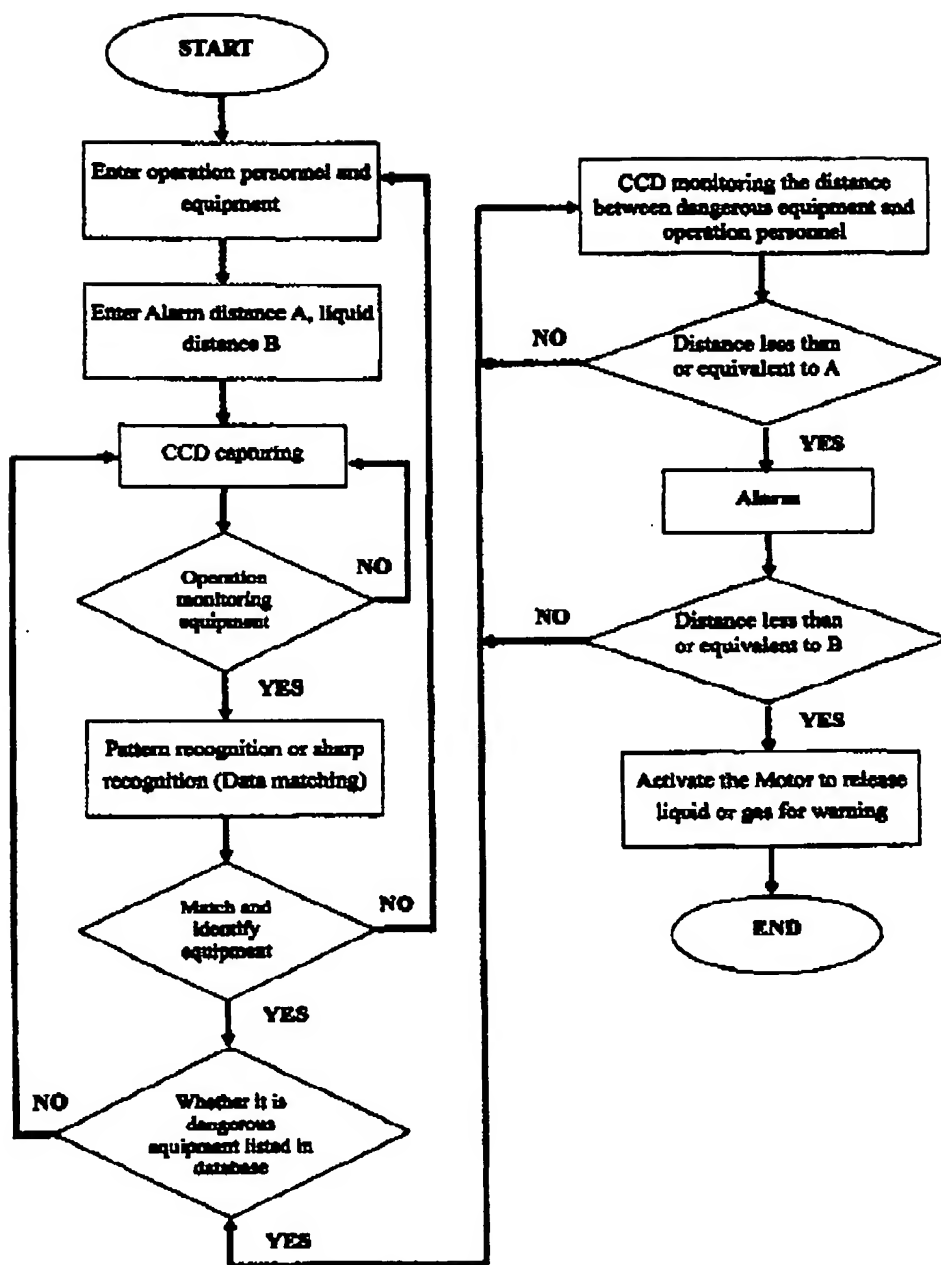 START
Enter operation personnel and
equipment
Enter Alarm distance A, liquid
distance B
CCD capturing
NO
Operation
monitoring
equipment
YES
Pattern recognition or sharp
recognition (Data matching)
NO
Match and
identify
equipment
YES
NO
Whether it is
dangerous
equipment listed in
database
YES
CCD monitoring the distance
between dangerous equipment and
operation personnel
NO
Distance less than
or equivalent to A
YES
Alarm
NO
Distance less than
or equivalent to B
YES
Activate the Motor to release
liquid or gas for warning
END